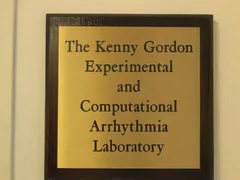 The Kenny Gordon
Experimental
and
Computational
Arrhythmia
Laboratory